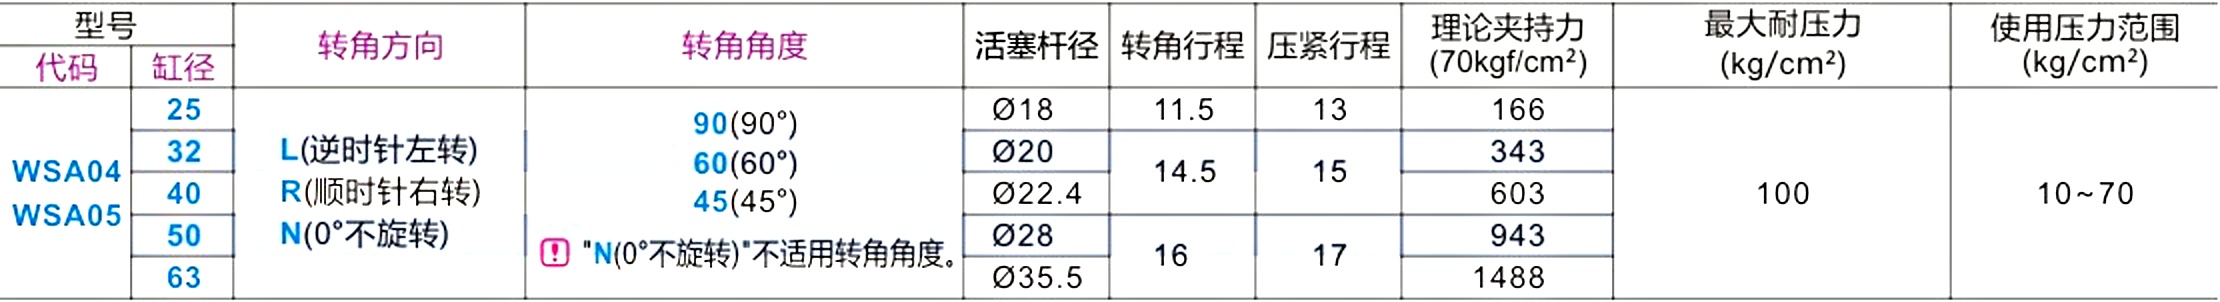 型号
代码 缸径 转角方向 转角角度 活塞杆径 转角行程 压紧行程 理论夹持力 (70kgf/cm²) 最大耐压力 (kg/cm²) 使用压力范围 (kg/cm²)
WSA04
WSA05
25 Ø18 11.5 13 166
32 Ø20 14.5 15 343
40 Ø22.4 603
50 Ø28 16 17 943
63 Ø35.5 1488
L(逆时针左转)
R(顺时针右转)
N(0°不旋转)
90(90°)
60(60°)
45(45°)
! "N(0°不旋转)"不适用转角角度。
100
10~70